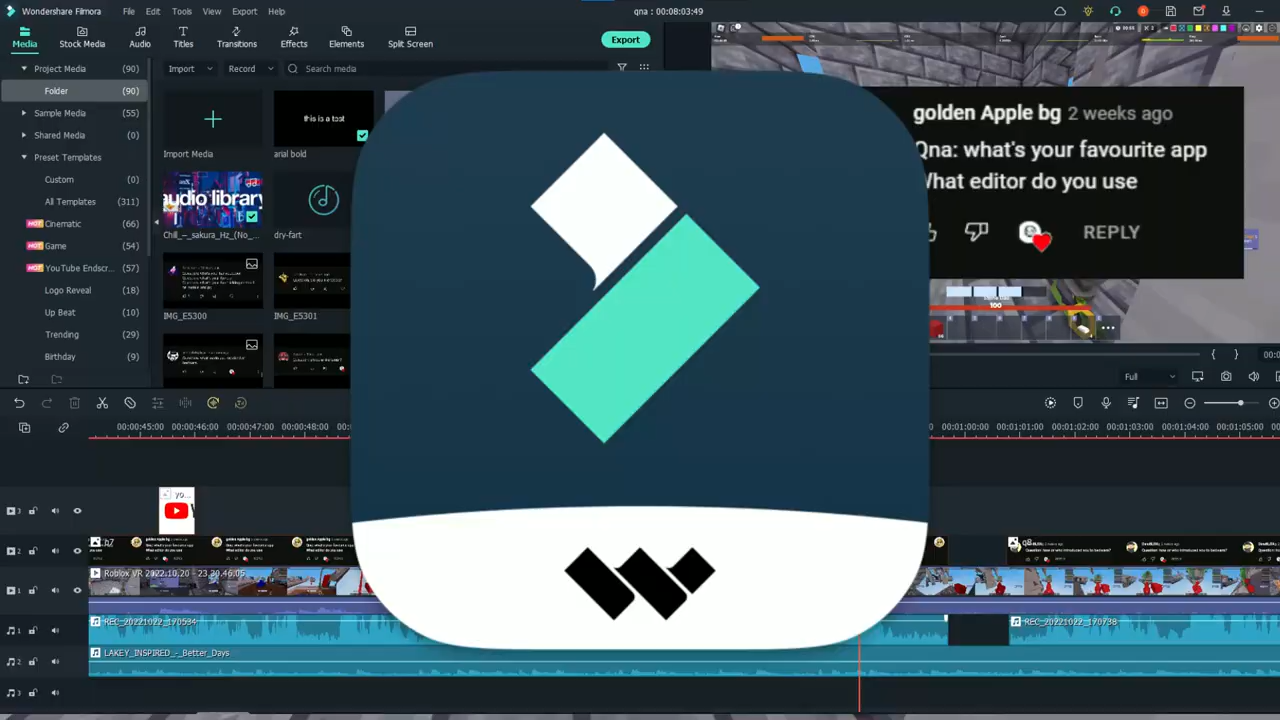 Wondershare Filmora File Edit Tools View Export Help
qna : 00:08:03:49
Media Stock Audio Titles Transitions Effects Elements Split Screen
Export
Project Media (90)
Folder (90)
Sample Media (55)
Shared Media (0)
Preset Templates
Custom (0)
All Templates (311)
HOT Cinematic (66)
HOT Game (54)
HOT YouTube Endscr... (57)
Logo Reveal (18)
Up Beat (10)
Trending (14)
Birthday (9)
Import Record Search media
Import Media
this is a test
arial bold
audio library
Chill_–_sakura_Hz_(No_...
dry-fart
IMG_E5300
IMG_E5301
golden Apple bg 2 weeks ago
Qna: what's your favourite app
What editor do you use
REPLY
100
Full
00:00:45:00 00:00:46:00 00:00:47:00 00:00:48:00
00:01:00:00 00:01:01:00 00:01:02:00 00:01:03:00 00:01:04:00 00:01:05:00
yo...
Roblox VR 2022.10.20 - 23.30.46.05
REC_20221022_170534
REC_20221022_170738
LAKEY_INSPIRED_-_Better_Days